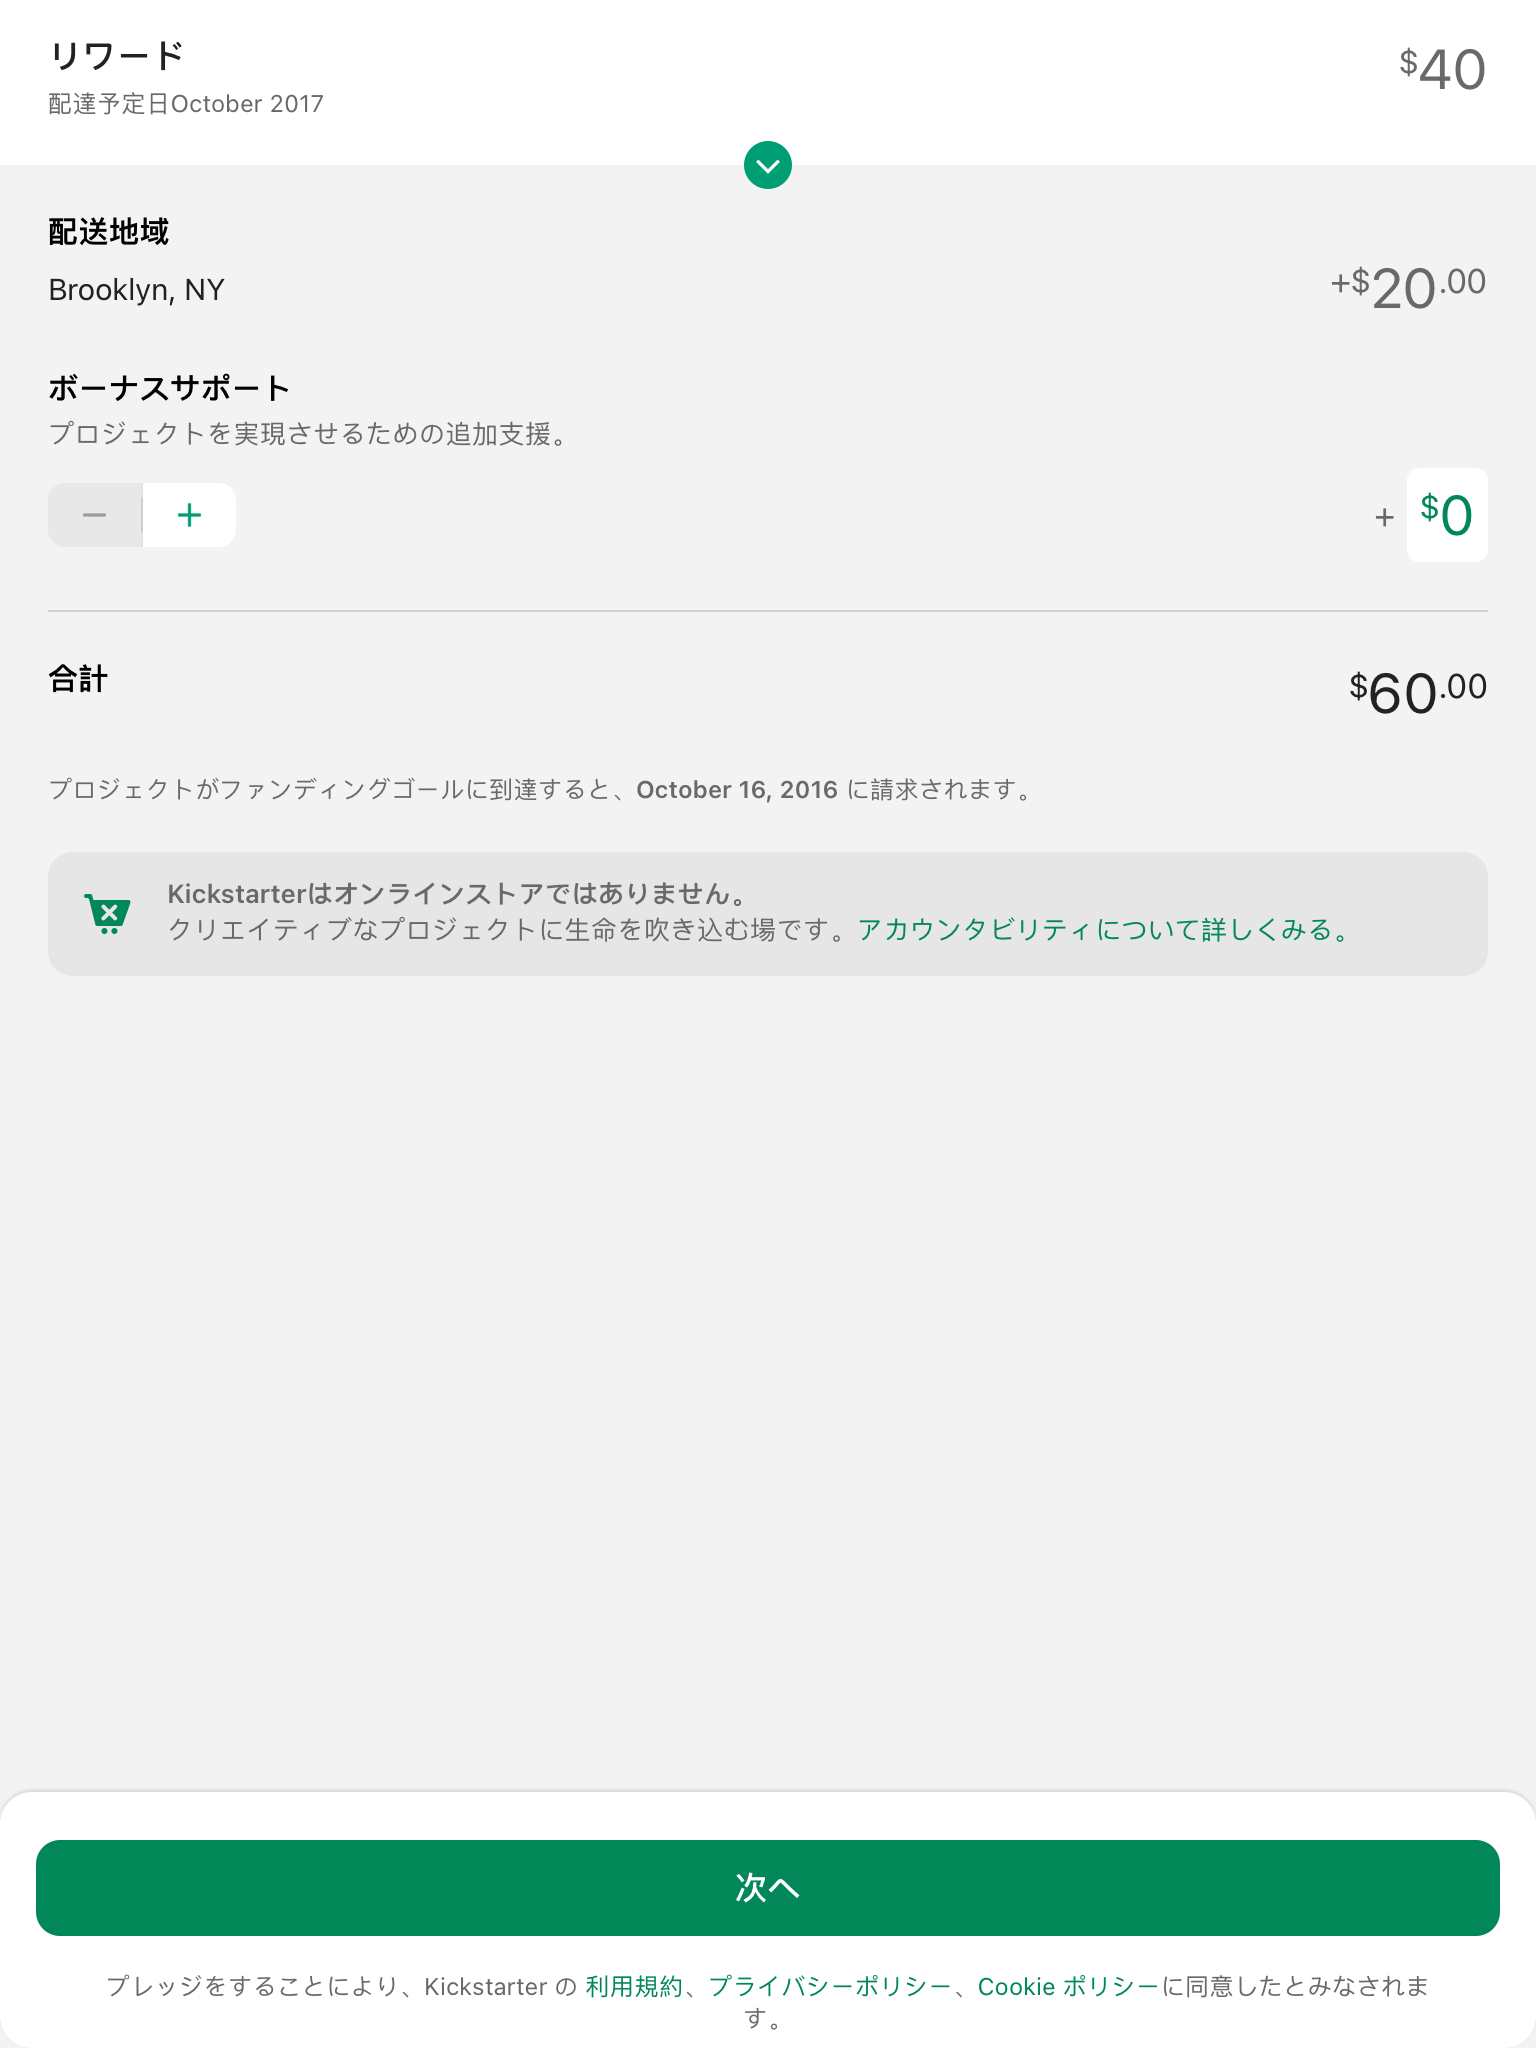 リワード
$40
配達予定日October 2017
配送地域
Brooklyn, NY
+$20.00
ボーナスサポート
プロジェクトを実現させるための追加支援。
− +
+ $0
合計
$60.00
プロジェクトがファンディングゴールに到達すると、October 16, 2016 に請求されます。
Kickstarterはオンラインストアではありません。
クリエイティブなプロジェクトに生命を吹き込む場です。アカウンタビリティについて詳しくみる。
次へ
プレッジをすることにより、Kickstarter の 利用規約、プライバシーポリシー、Cookie ポリシーに同意したとみなされま
す。